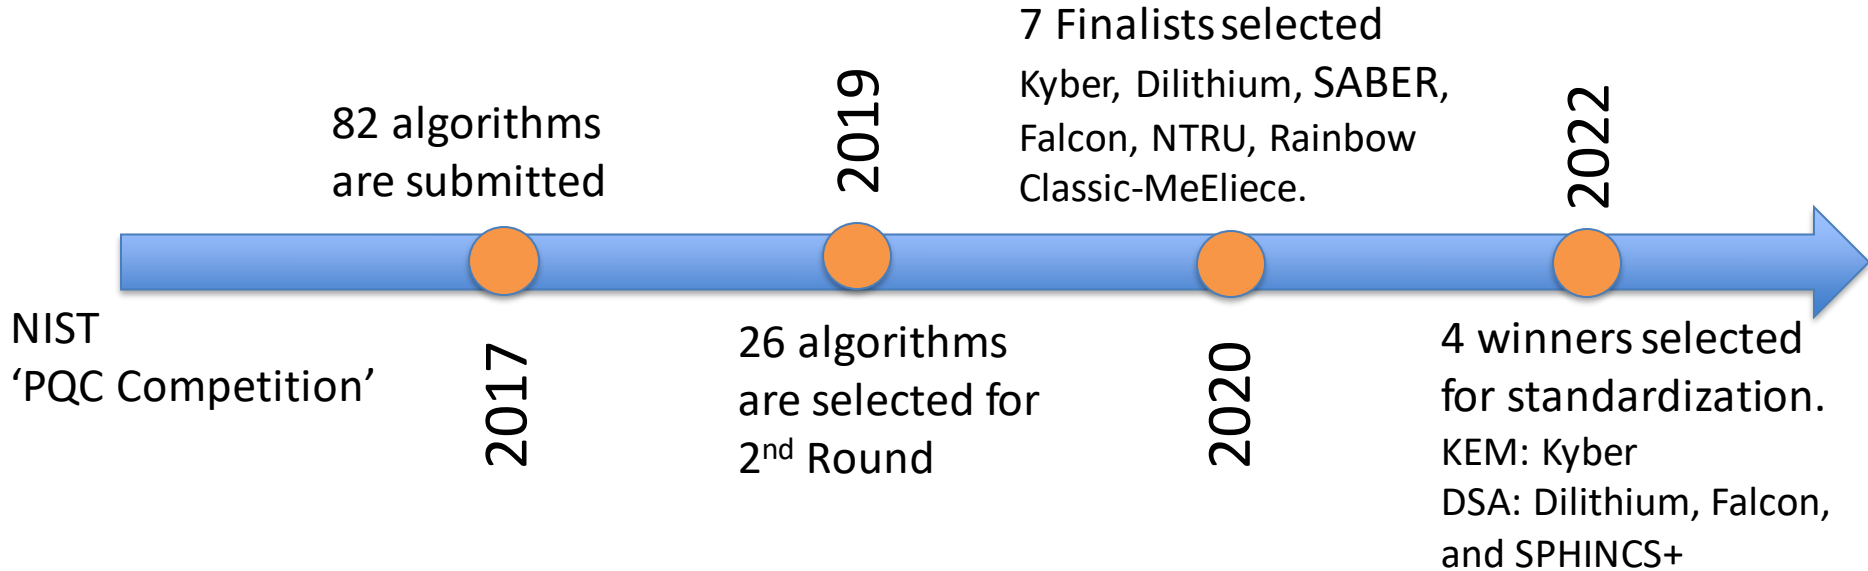 NIST
‘PQC Competition’
82 algorithms
are submitted
2017
2019
26 algorithms
are selected for
2nd Round
7 Finalists selected
Kyber, Dilithium, SABER,
Falcon, NTRU, Rainbow
Classic-MeEliece.
2020
2022
4 winners selected
for standardization.
KEM: Kyber
DSA: Dilithium, Falcon,
and SPHINCS+